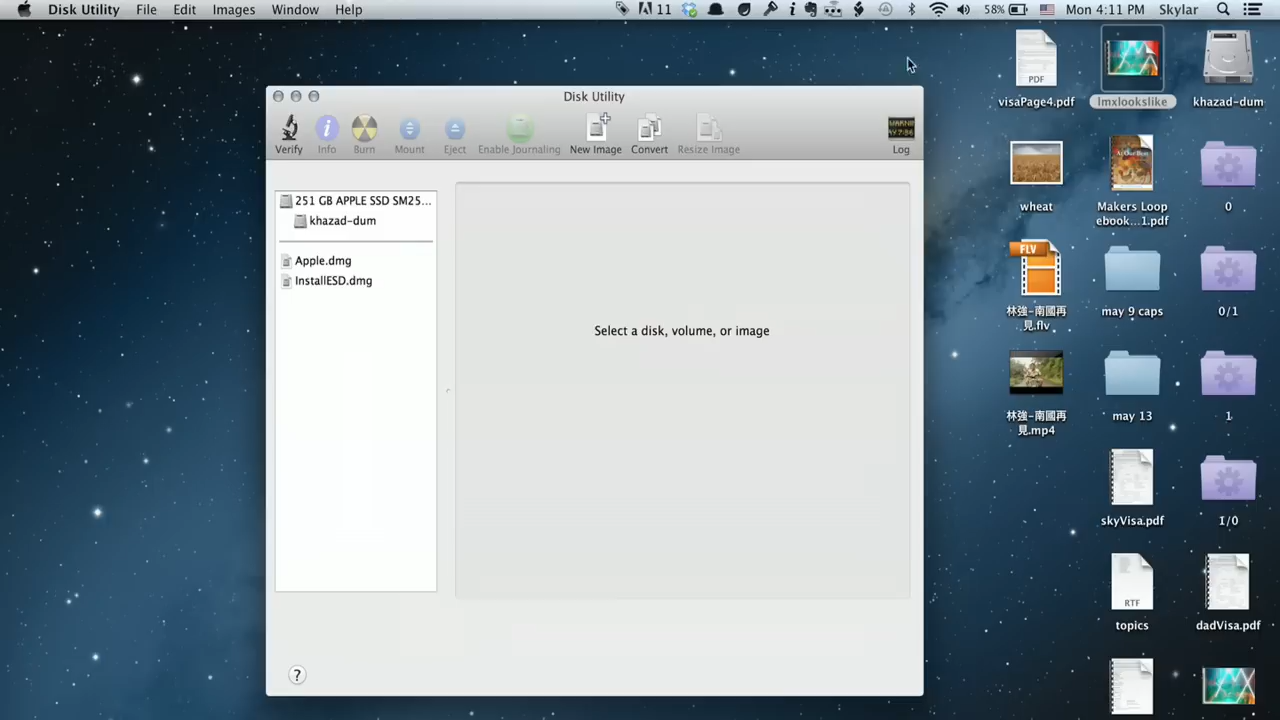 Disk Utility File Edit Images Window Help 11 58% Mon 4:11 PM Skylar
Disk Utility
Verify Info Burn Mount Eject Enable Journaling New Image Convert Resize Image Log
251 GB APPLE SSD SM25...
khazad-dum
Apple.dmg
InstallESD.dmg
Select a disk, volume, or image
?
PDF
visaPage4.pdf
lmxlookslike
khazad-dum
wheat
Makers Loop
ebook...1.pdf
0
FLV
林強-南國再
見.flv
may 9 caps
0/1
林強-南國再
見.mp4
may 13
1
skyVisa.pdf
1/0
RTF
topics
dadVisa.pdf